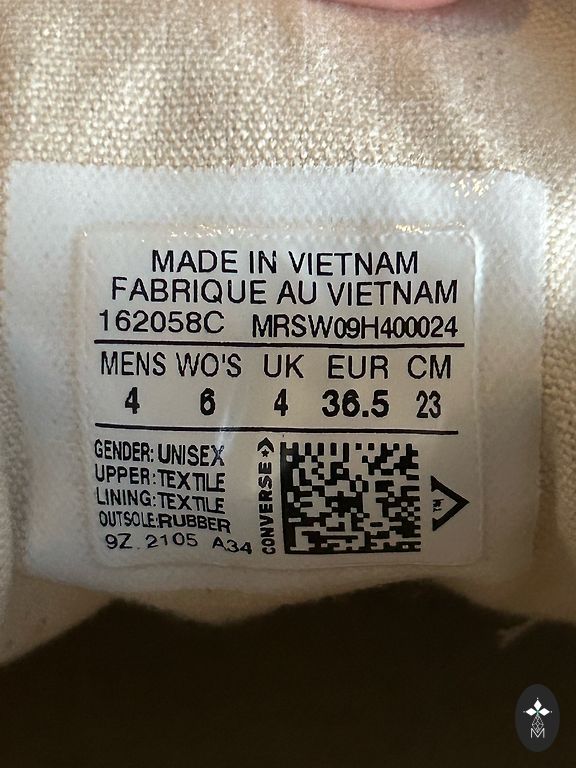 MADE IN VIETNAM
FABRIQUE AU VIETNAM
162058C MRSW09H400024
MENS WO'S UK EUR CM
4 6 4 36.5 23
GENDER: UNISEX
UPPER: TEXTILE
LINING: TEXTILE
OUTSOLE: RUBBER
9Z 2105 A34
CONVERSE
TM
M